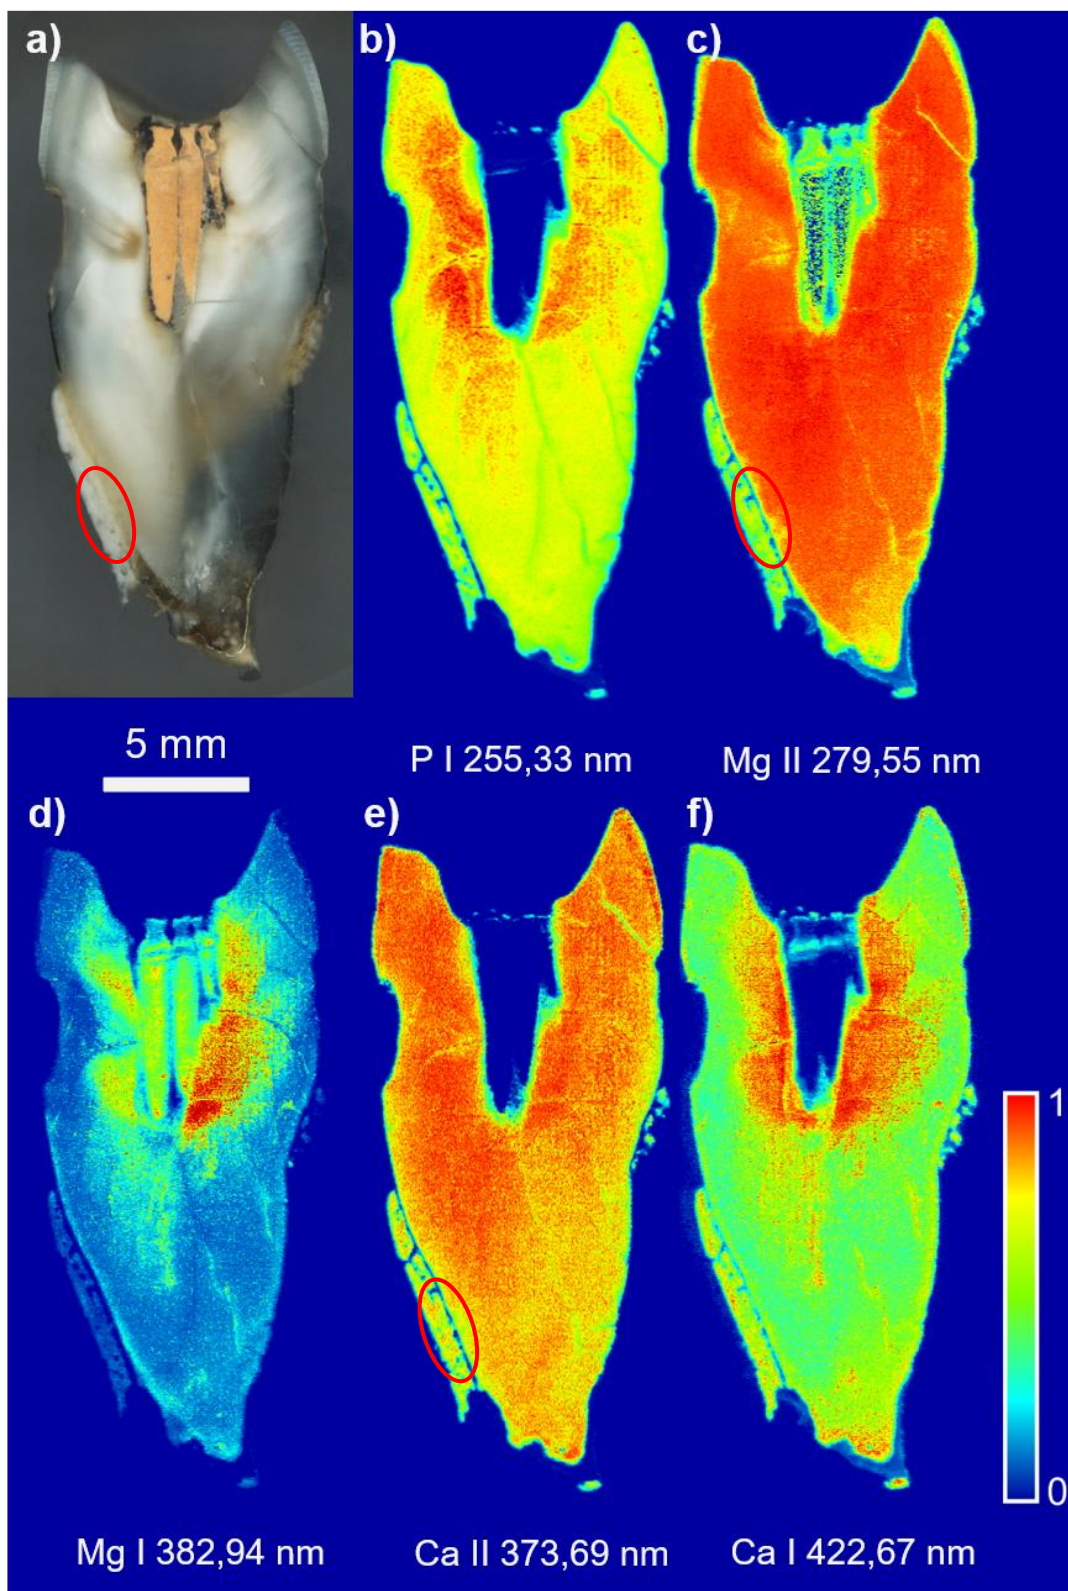 a)
b)
c)
5 mm
P I 255,33 nm
Mg II 279,55 nm
d)
e)
f)
1
0
Mg I 382,94 nm
Ca II 373,69 nm
Ca I 422,67 nm